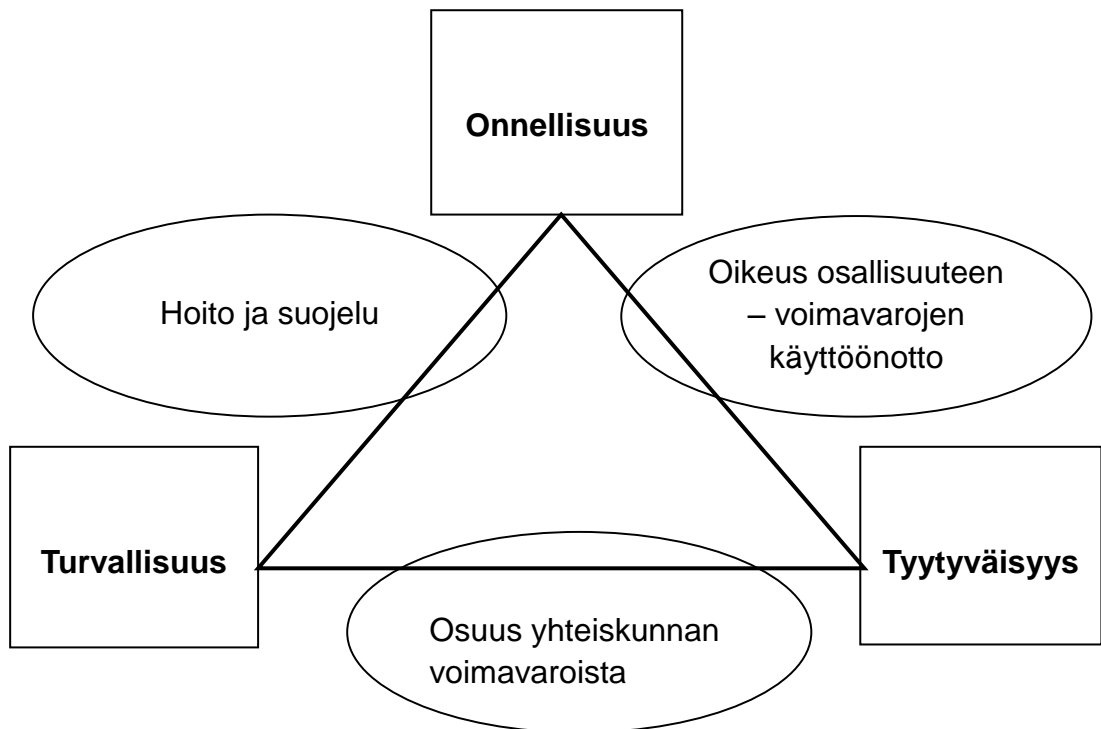 Onnellisuus
Hoito ja suojelu
Oikeus osallisuuteen
– voimavarojen
käyttöönotto
Turvallisuus
Tyytyväisyys
Osuus yhteiskunnan
voimavaroista